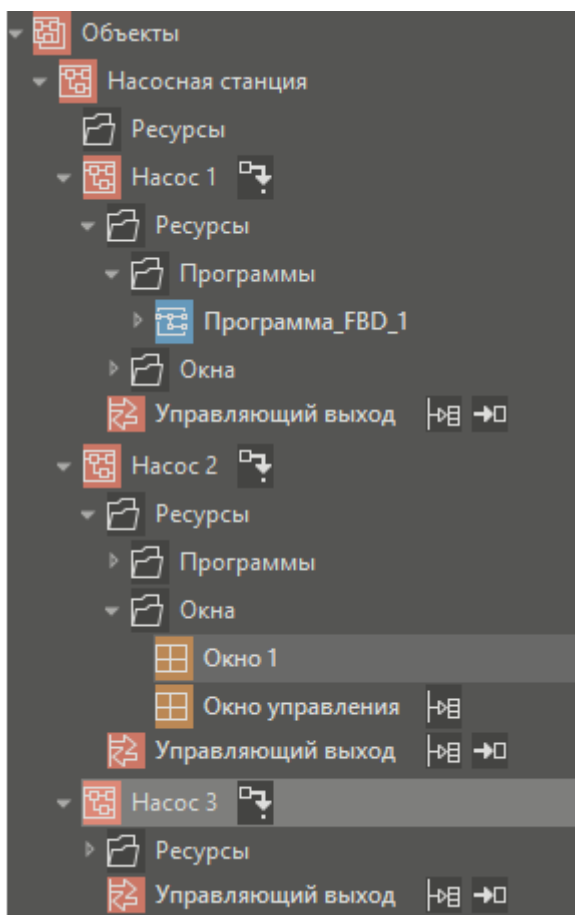 Объекты
Насосная станция
Ресурсы
Насос 1
Ресурсы
Программы
Программа_FBD_1
Окна
Управляющий выход
Насос 2
Ресурсы
Программы
Окна
Окно 1
Окно управления
Управляющий выход
Насос 3
Ресурсы
Управляющий выход